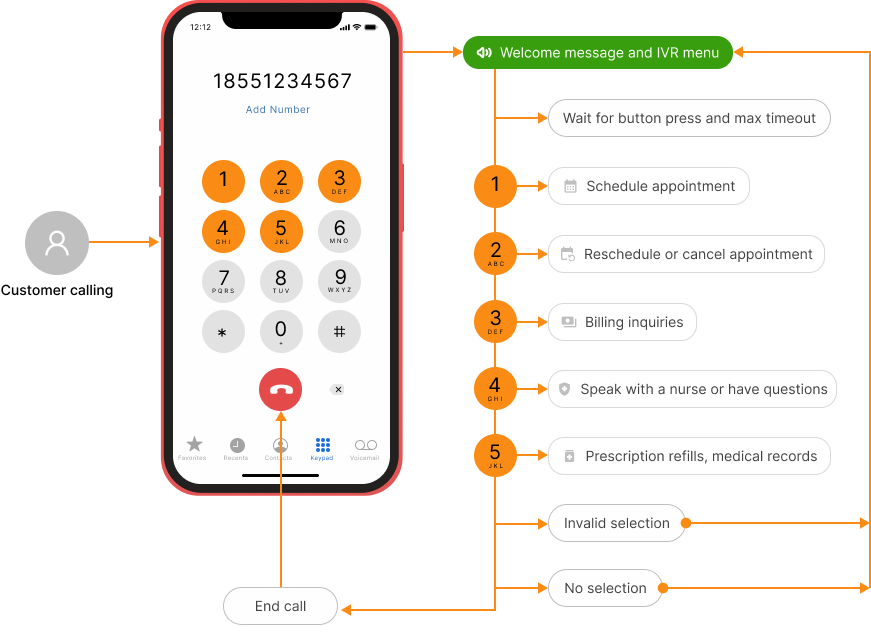 12:12
18551234567
Add Number
1
2
ABC
3
DEF
4
GHI
5
JKL
6
MNO
7
PQRS
8
TUV
9
WXYZ
*
0
+
#
Favorites
Recents
Contacts
Keypad
Voicemail
Customer calling
End call
Welcome message and IVR menu
Wait for button press and max timeout
1
Schedule appointment
2
ABC
Reschedule or cancel appointment
3
DEF
Billing inquiries
4
GHI
Speak with a nurse or have questions
5
JKL
Prescription refills, medical records
Invalid selection
No selection